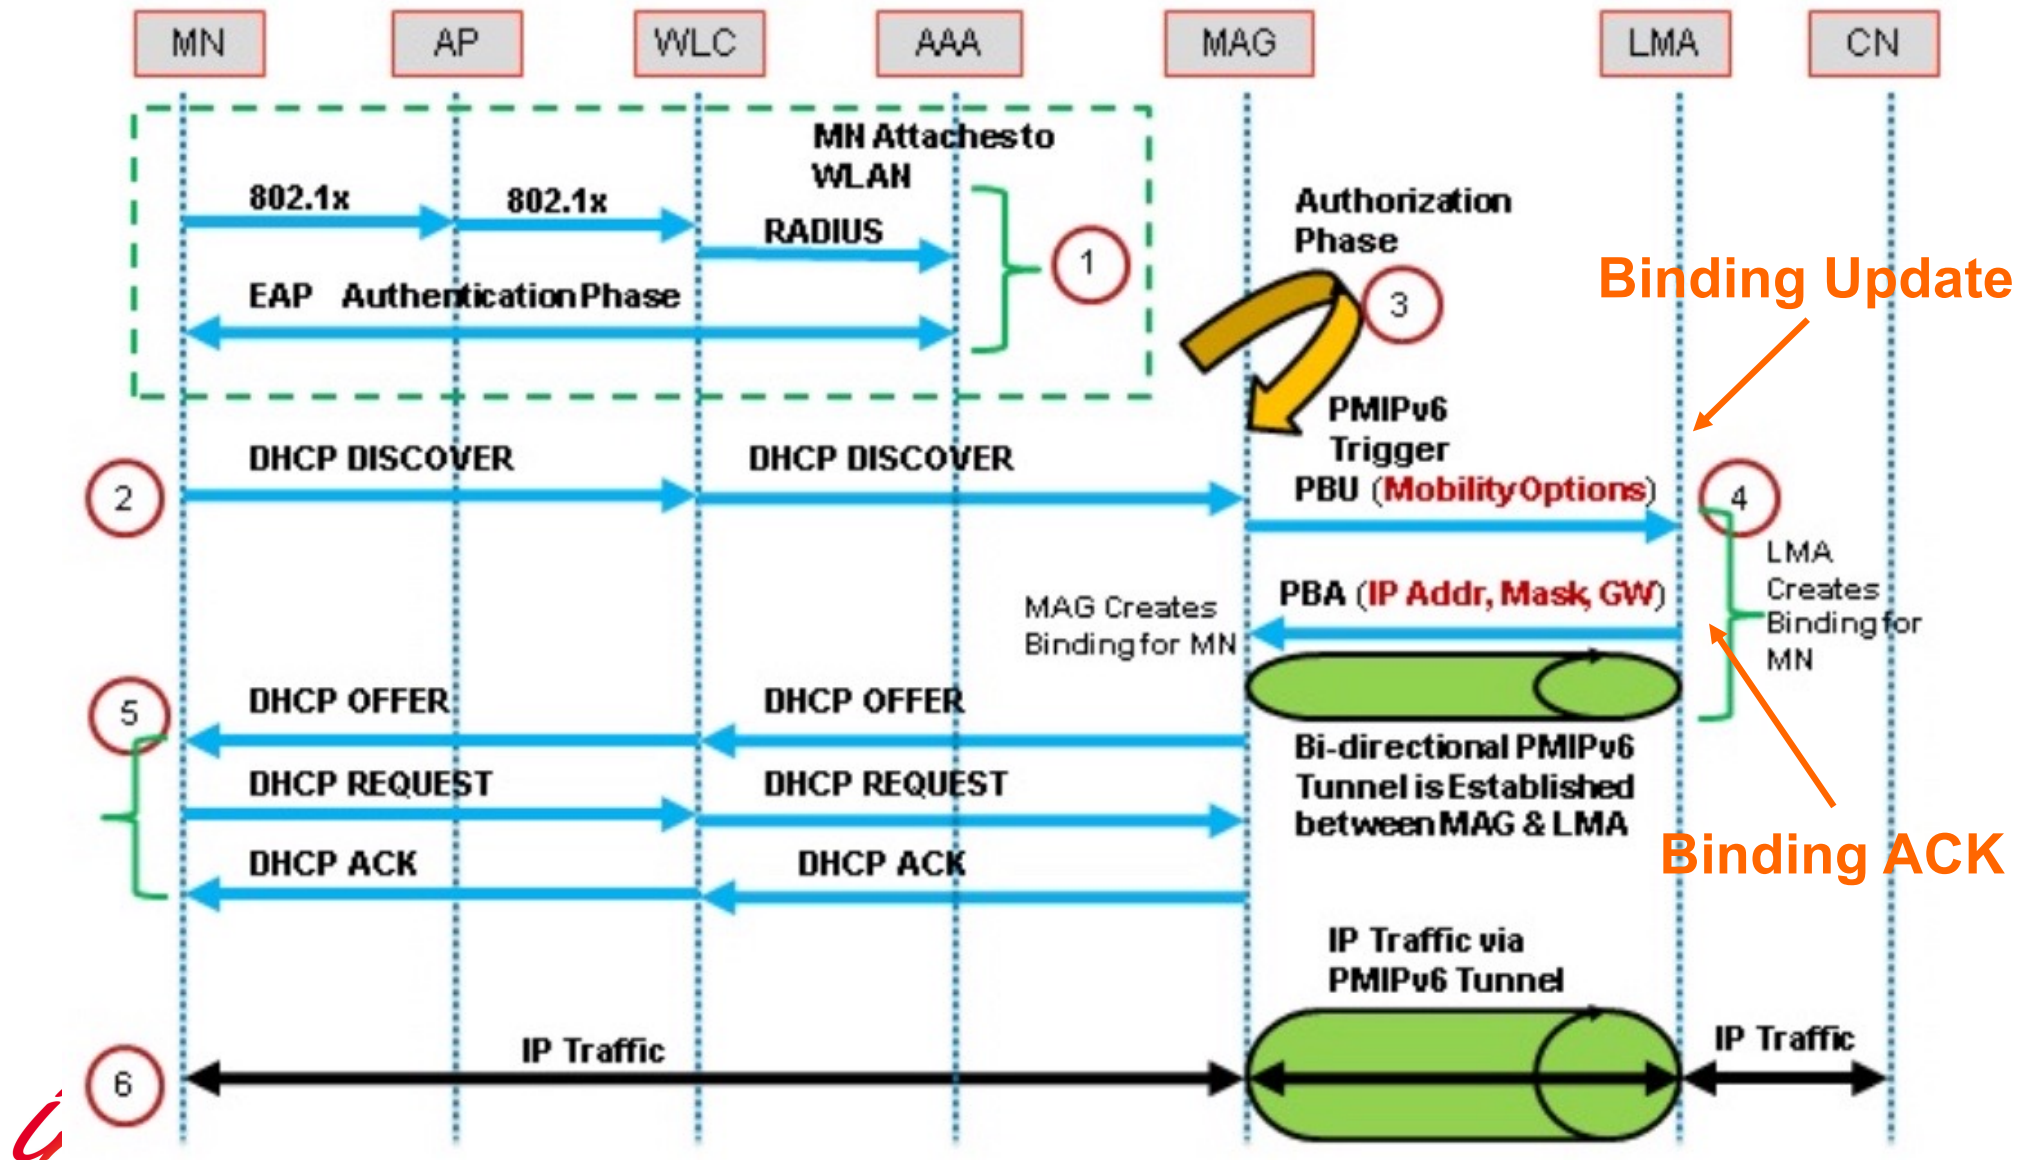 MN AP WLC AAA MAG LMA CN
MN Attaches to
WLAN
802.1x
802.1x
RADIUS
EAP Authentication Phase
1
Authorization
Phase
3
Binding Update
PMIPv6
Trigger
DHCP DISCOVER
DHCP DISCOVER
2
PBU (Mobility Options)
4
LMA
Creates
Binding for
MN
PBA (IP Addr, Mask, GW)
MAG Creates
Binding for MN
5
DHCP OFFER
DHCP OFFER
Bi-directional PMIPv6
Tunnel is Established
between MAG & LMA
DHCP REQUEST
DHCP REQUEST
Binding ACK
DHCP ACK
DHCP ACK
IP Traffic via
PMIPv6 Tunnel
6
IP Traffic
IP Traffic